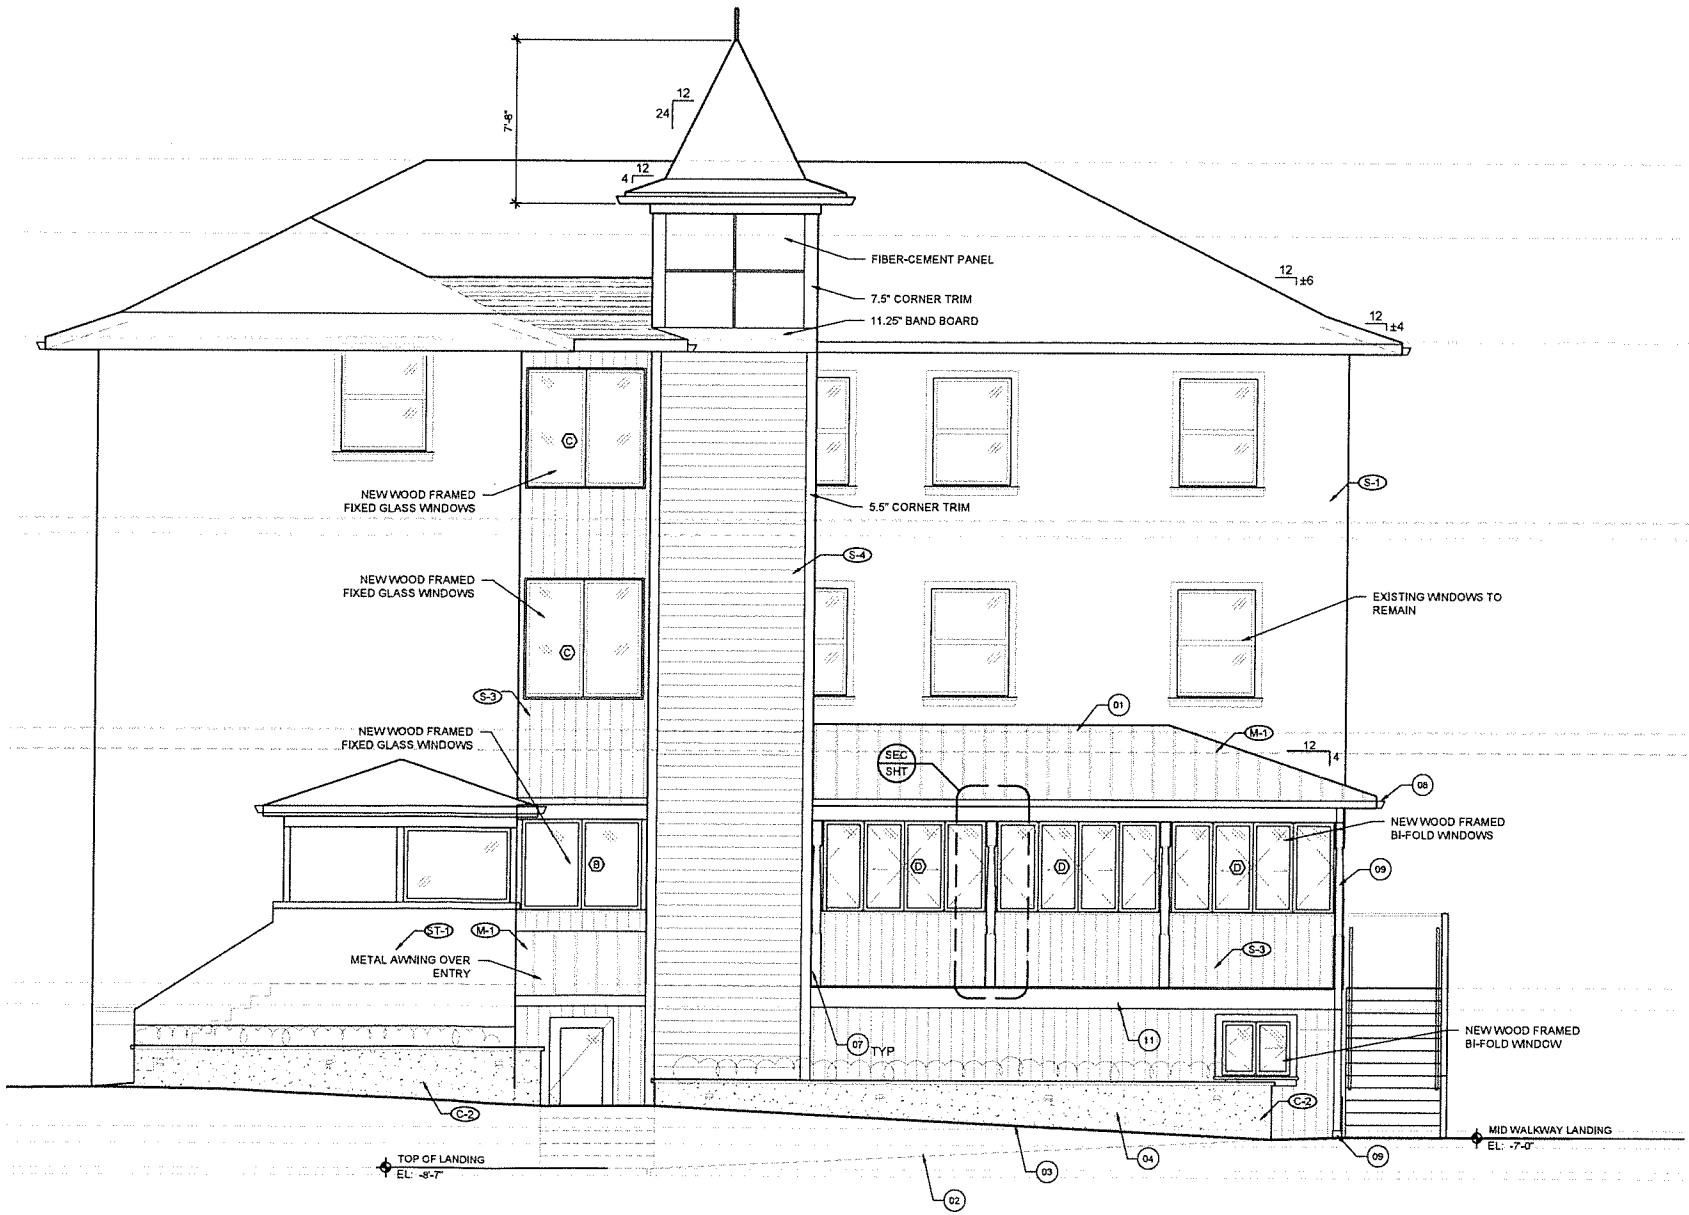 7'-8"
12
24
12
4
FIBER-CEMENT PANEL
7.5" CORNER TRIM
11.25" BAND BOARD
12
±6
12
±4
C
NEW WOOD FRAMED
FIXED GLASS WINDOWS
S-1
5.5" CORNER TRIM
S-4
NEW WOOD FRAMED
FIXED GLASS WINDOWS
EXISTING WINDOWS TO
REMAIN
C
S-3
01
NEW WOOD FRAMED
FIXED GLASS WINDOWS
M-1
12
4
SEC
SHT
08
NEW WOOD FRAMED
BI-FOLD WINDOWS
B
D
D
D
09
ST-1
M-1
S-3
METAL AWNING OVER
ENTRY
NEW WOOD FRAMED
BI-FOLD WINDOW
07
TYP
11
C-2
C-2
MID WALKWAY LANDING
EL: -7'-0"
TOP OF LANDING
EL: -8'-7"
04
09
03
02